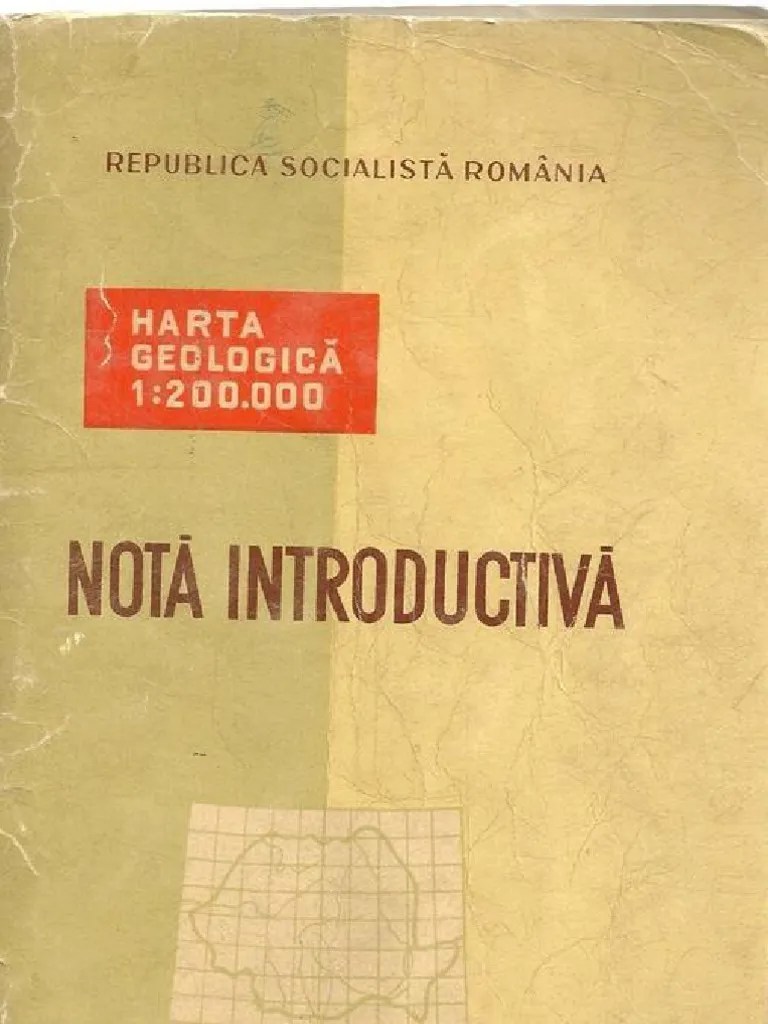 REPUBLICA SOCIALISTĂ ROMÂNIA
HARTA
GEOLOGICĂ
1:200.000
NOTĂ INTRODUCTIVĂ